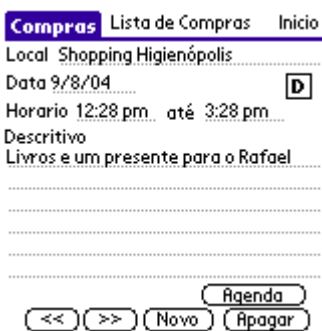 Compras Lista de Compras Inicio
Local Shopping Higienópolis
Data 9/8/04 D
Horario 12:28 pm até 3:28 pm
Descritivo
Livros e um presente para o Rafael
Agenda
<< >> Novo Apagar